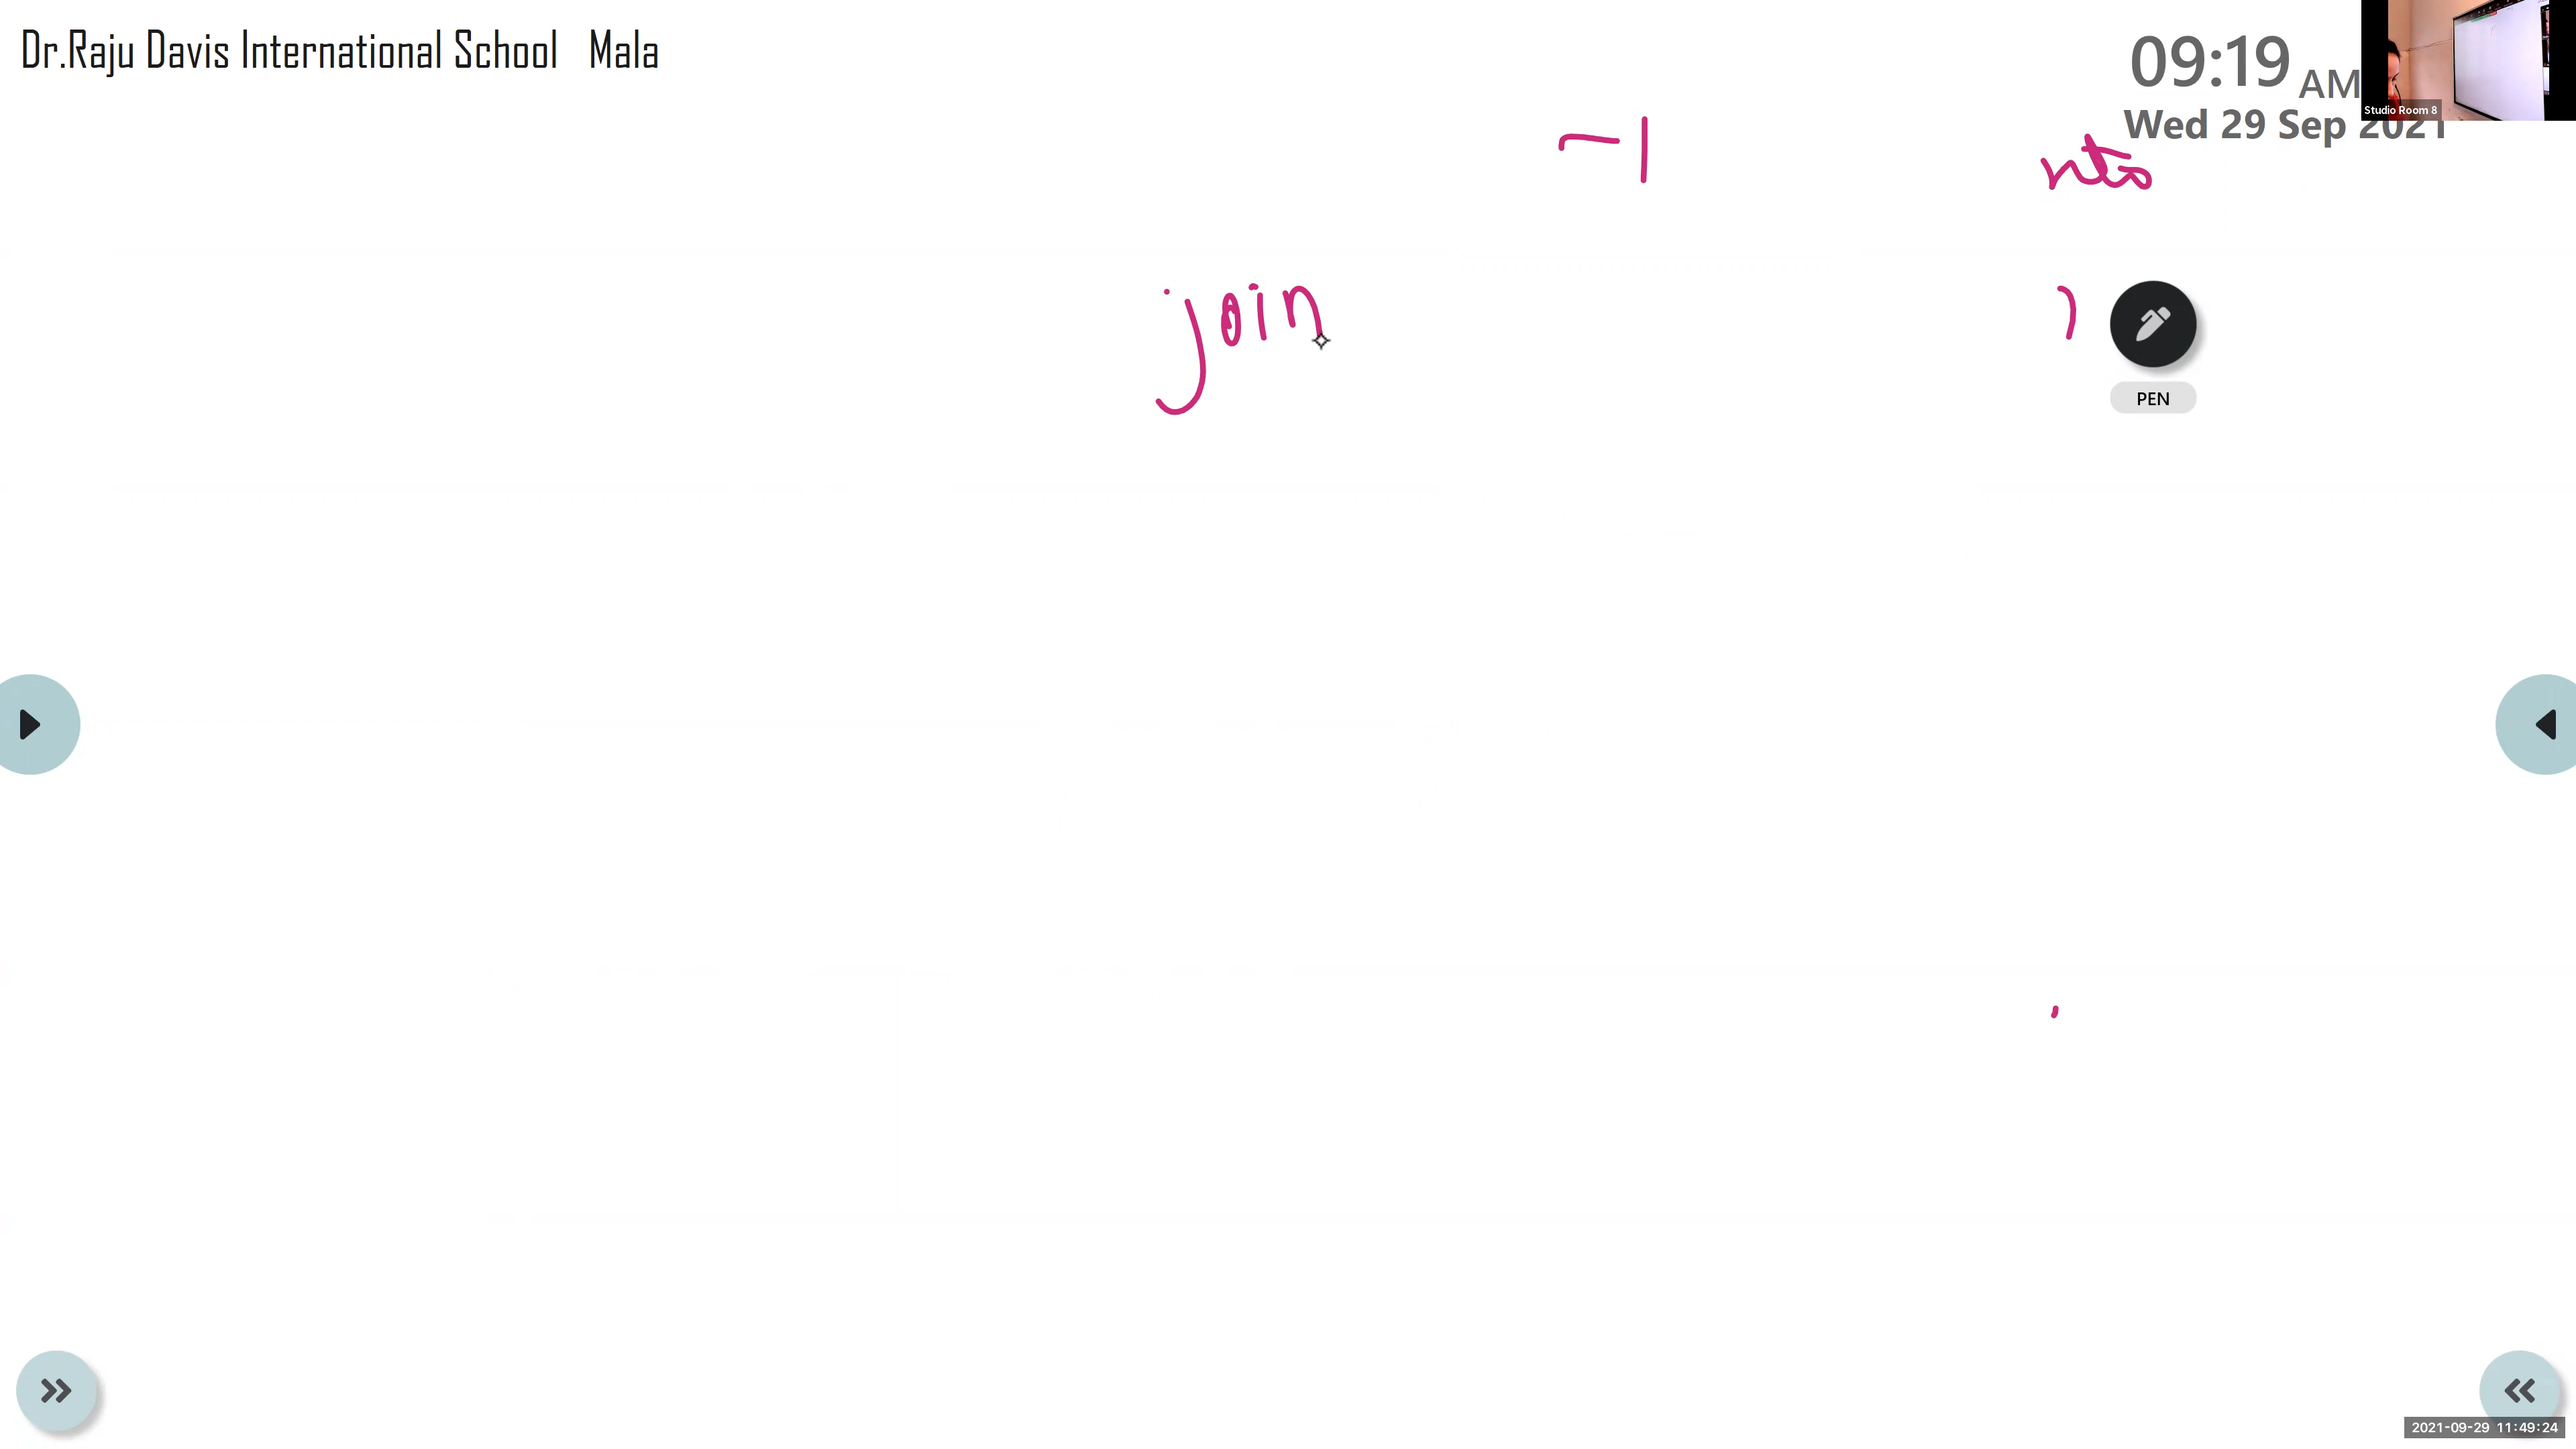 Dr.Raju Davis International School Mala
09:19 AM
Studio Room 8
Wed 29 Sep 2021
nts
join
PEN
2021-09-29 11:49:24